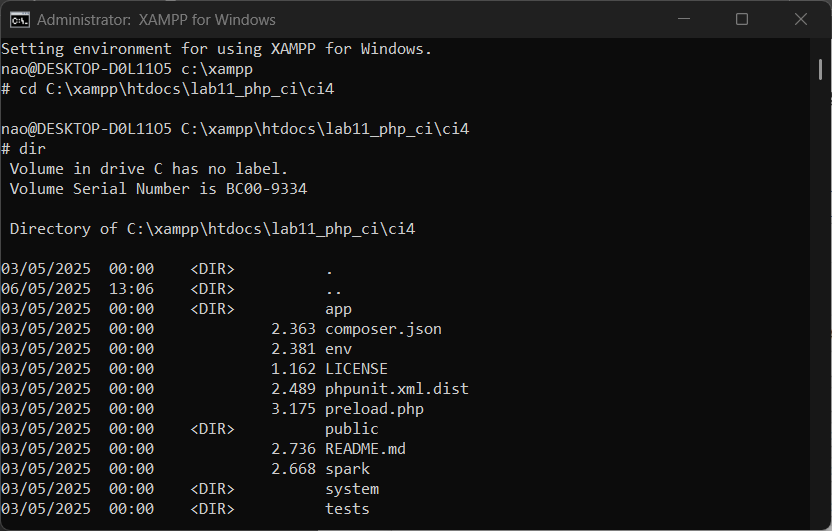 Administrator:  XAMPP for Windows
Setting environment for using XAMPP for Windows.
nao@DESKTOP-D0L11O5 c:\xampp
# cd C:\xampp\htdocs\lab11_php_ci\ci4
nao@DESKTOP-D0L11O5 C:\xampp\htdocs\lab11_php_ci\ci4
# dir
 Volume in drive C has no label.
 Volume Serial Number is BC00-9334
 Directory of C:\xampp\htdocs\lab11_php_ci\ci4
03/05/2025  00:00    <DIR>          .
06/05/2025  13:06    <DIR>          ..
03/05/2025  00:00    <DIR>          app
03/05/2025  00:00             2.363 composer.json
03/05/2025  00:00             2.381 env
03/05/2025  00:00             1.162 LICENSE
03/05/2025  00:00             2.489 phpunit.xml.dist
03/05/2025  00:00             3.175 preload.php
03/05/2025  00:00    <DIR>          public
03/05/2025  00:00             2.736 README.md
03/05/2025  00:00             2.668 spark
03/05/2025  00:00    <DIR>          system
03/05/2025  00:00    <DIR>          tests